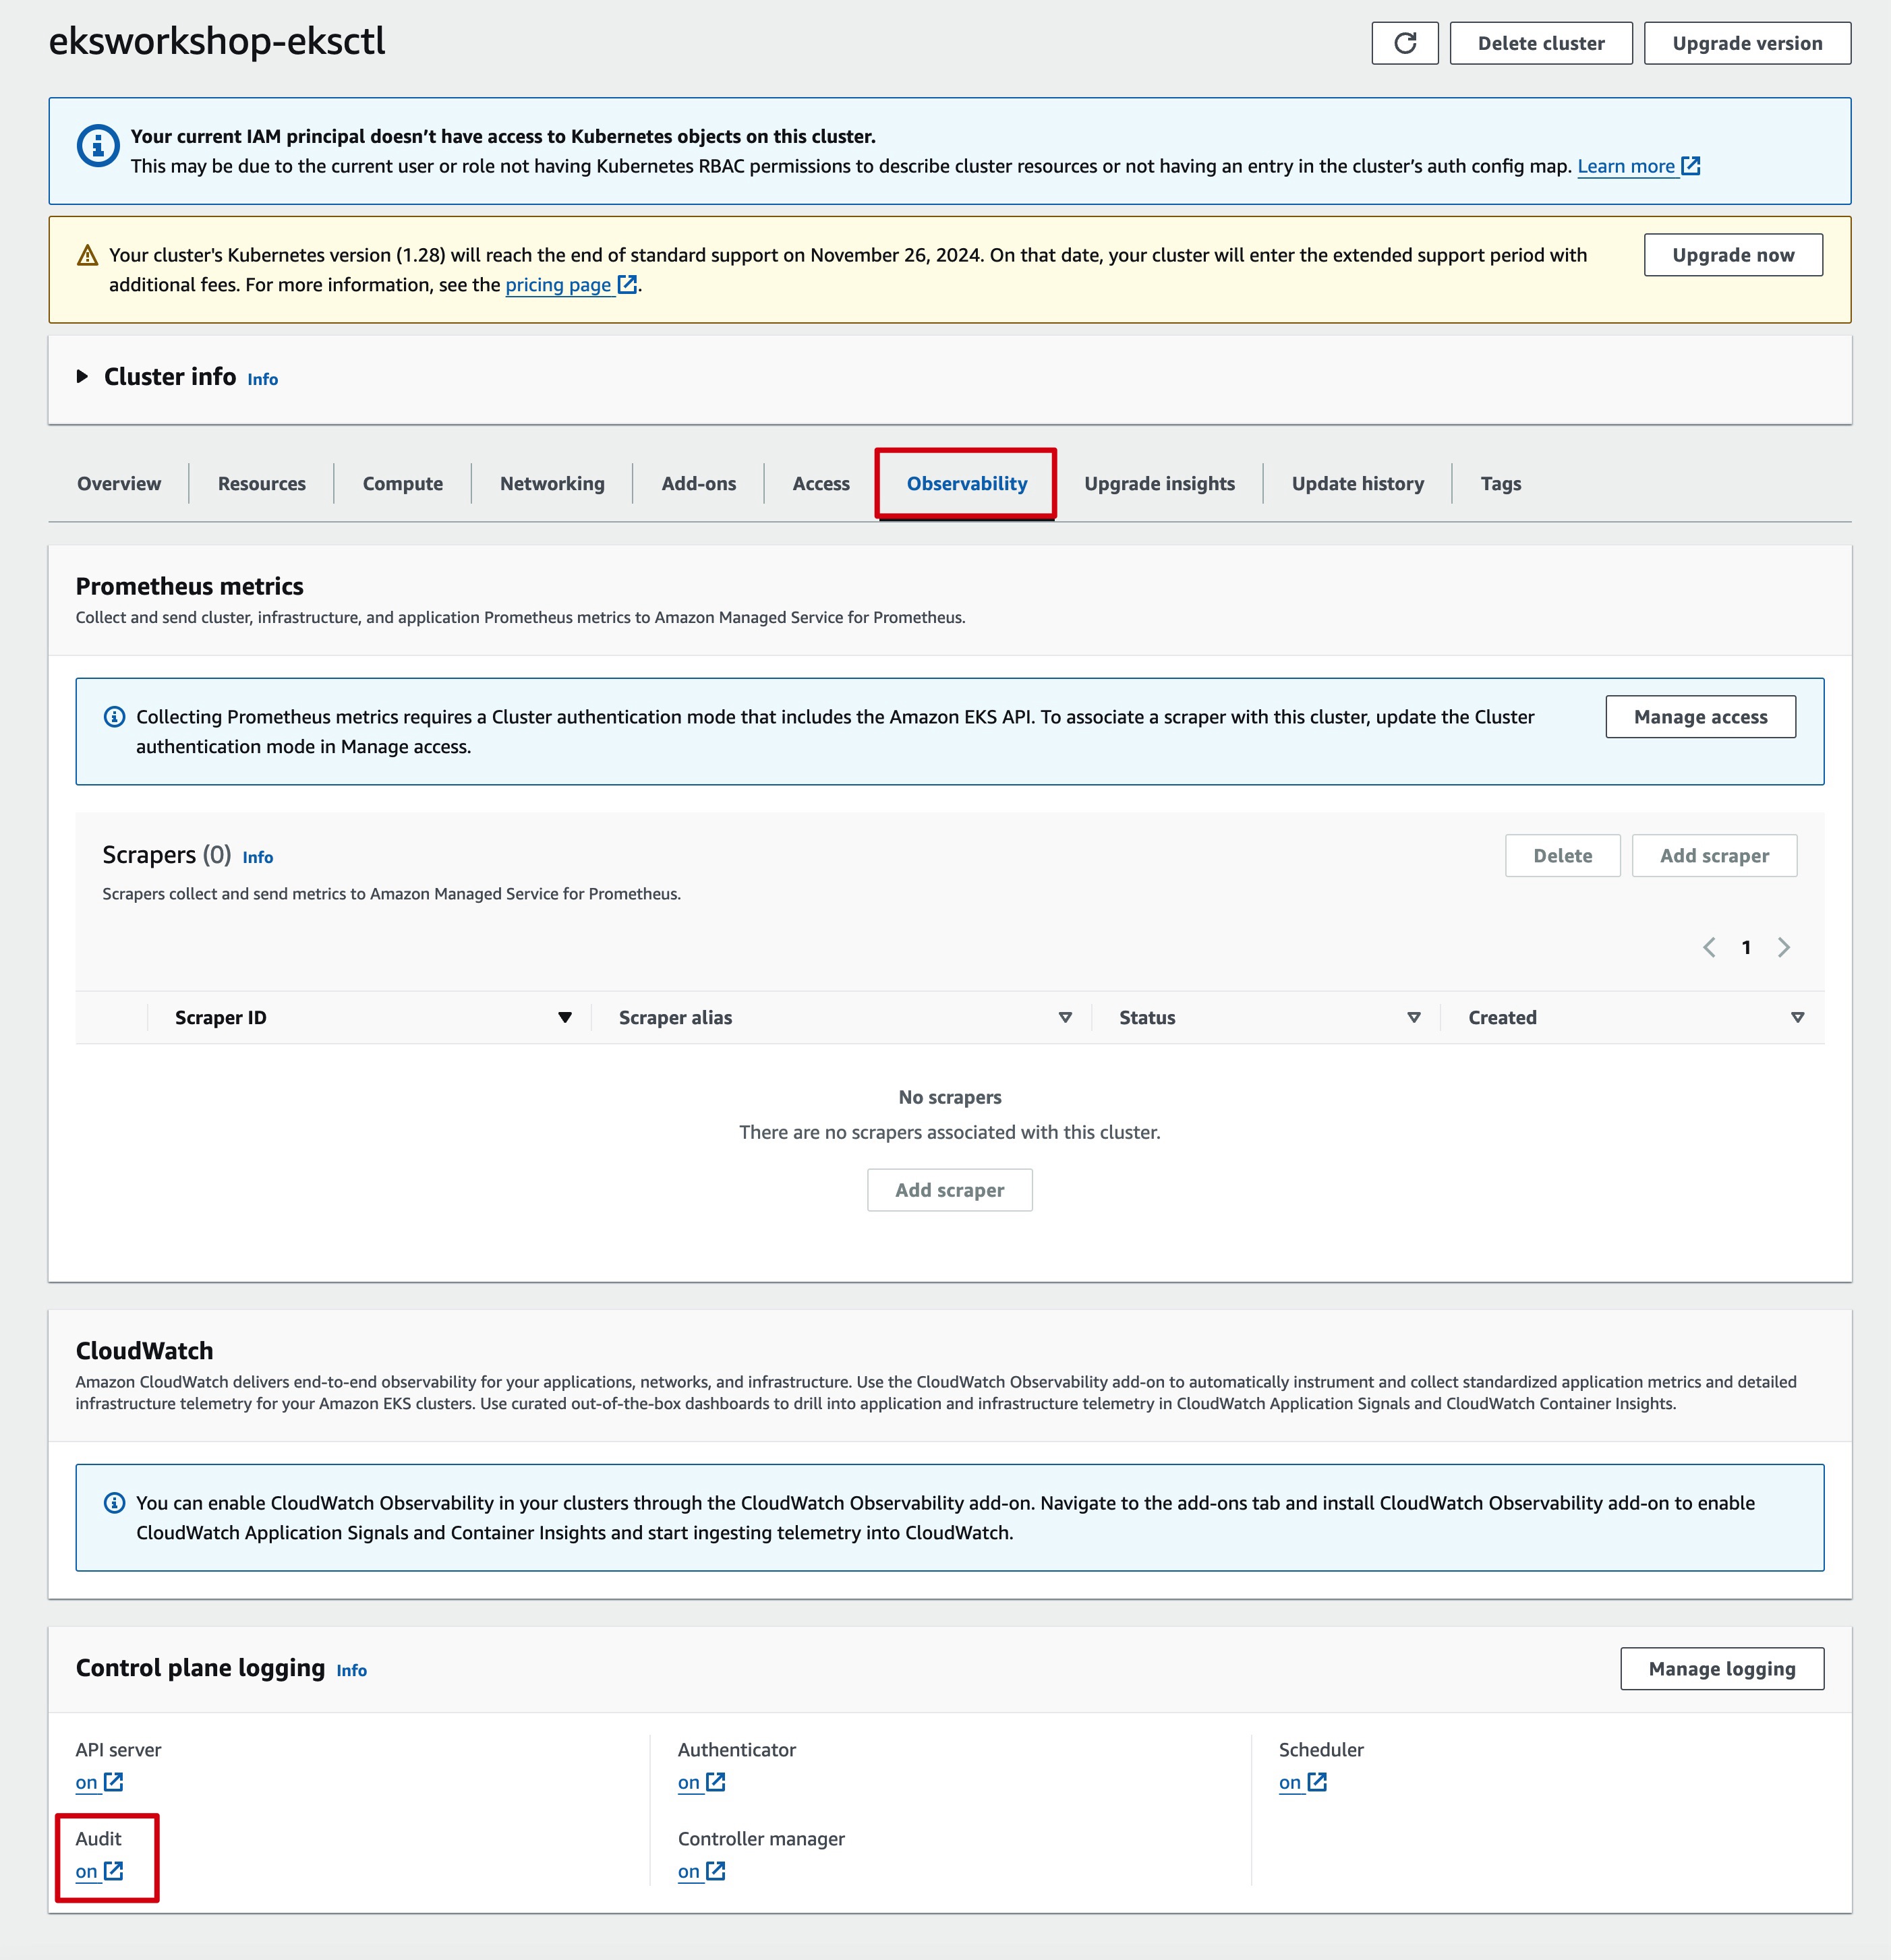 eksworkshop-eksctl
Delete cluster
Upgrade version
Your current IAM principal doesn’t have access to Kubernetes objects on this cluster.
This may be due to the current user or role not having Kubernetes RBAC permissions to describe cluster resources or not having an entry in the cluster’s auth config map. Learn more
Your cluster's Kubernetes version (1.28) will reach the end of standard support on November 26, 2024. On that date, your cluster will enter the extended support period with
additional fees. For more information, see the pricing page.
Upgrade now
Cluster info Info
Overview
Resources
Compute
Networking
Add-ons
Access
Observability
Upgrade insights
Update history
Tags
Prometheus metrics
Collect and send cluster, infrastructure, and application Prometheus metrics to Amazon Managed Service for Prometheus.
Collecting Prometheus metrics requires a Cluster authentication mode that includes the Amazon EKS API. To associate a scraper with this cluster, update the Cluster
authentication mode in Manage access.
Manage access
Scrapers (0) Info
Delete
Add scraper
Scrapers collect and send metrics to Amazon Managed Service for Prometheus.
1
Scraper ID
Scraper alias
Status
Created
No scrapers
There are no scrapers associated with this cluster.
Add scraper
CloudWatch
Amazon CloudWatch delivers end-to-end observability for your applications, networks, and infrastructure. Use the CloudWatch Observability add-on to automatically instrument and collect standardized application metrics and detailed
infrastructure telemetry for your Amazon EKS clusters. Use curated out-of-the-box dashboards to drill into application and infrastructure telemetry in CloudWatch Application Signals and CloudWatch Container Insights.
You can enable CloudWatch Observability in your clusters through the CloudWatch Observability add-on. Navigate to the add-ons tab and install CloudWatch Observability add-on to enable
CloudWatch Application Signals and Container Insights and start ingesting telemetry into CloudWatch.
Control plane logging Info
Manage logging
API server
on
Audit
on
Authenticator
on
Controller manager
on
Scheduler
on